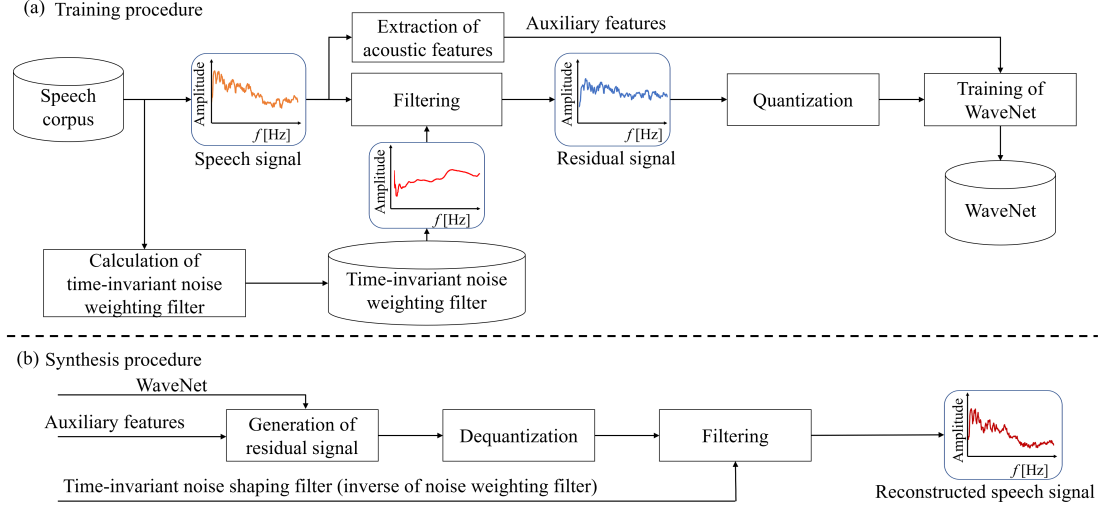 (a) Training procedure
Extraction of
acoustic features
Auxiliary features
Speech
corpus
Amplitude
f [Hz]
Speech signal
Filtering
Amplitude
f [Hz]
Residual signal
Quantization
Training of
WaveNet
Amplitude
f [Hz]
WaveNet
Calculation of
time-invariant noise
weighting filter
Time-invariant noise
weighting filter
(b) Synthesis procedure
WaveNet
Auxiliary features
Generation of
residual signal
Dequantization
Filtering
Amplitude
f [Hz]
Time-invariant noise shaping filter (inverse of noise weighting filter)
Reconstructed speech signal